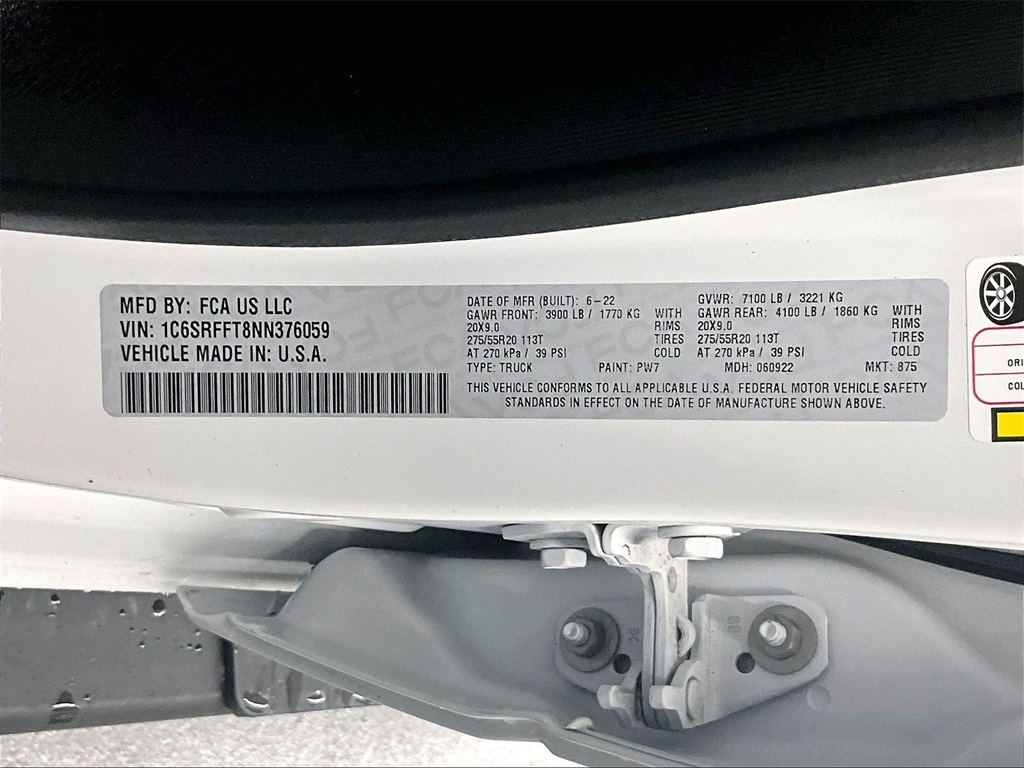 MFD BY: FCA US LLC
VIN: 1C6SRFFT8NN376059
VEHICLE MADE IN: U.S.A.
DATE OF MFR (BUILT): 6-22
GAWR FRONT: 3900 LB / 1770 KG WITH
20X9.0 RIMS
275/55R20 113T TIRES
AT 270 kPa / 39 PSI COLD
TYPE: TRUCK PAINT: PW7
GVWR: 7100 LB / 3221 KG
GAWR REAR: 4100 LB / 1860 KG WITH
20X9.0 RIMS
275/55R20 113T TIRES
AT 270 kPa / 39 PSI COLD
MDH: 060922 MKT: 875
THIS VEHICLE CONFORMS TO ALL APPLICABLE U.S.A. FEDERAL MOTOR VEHICLE SAFETY
STANDARDS IN EFFECT ON THE DATE OF MANUFACTURE SHOWN ABOVE.
ORI
COL